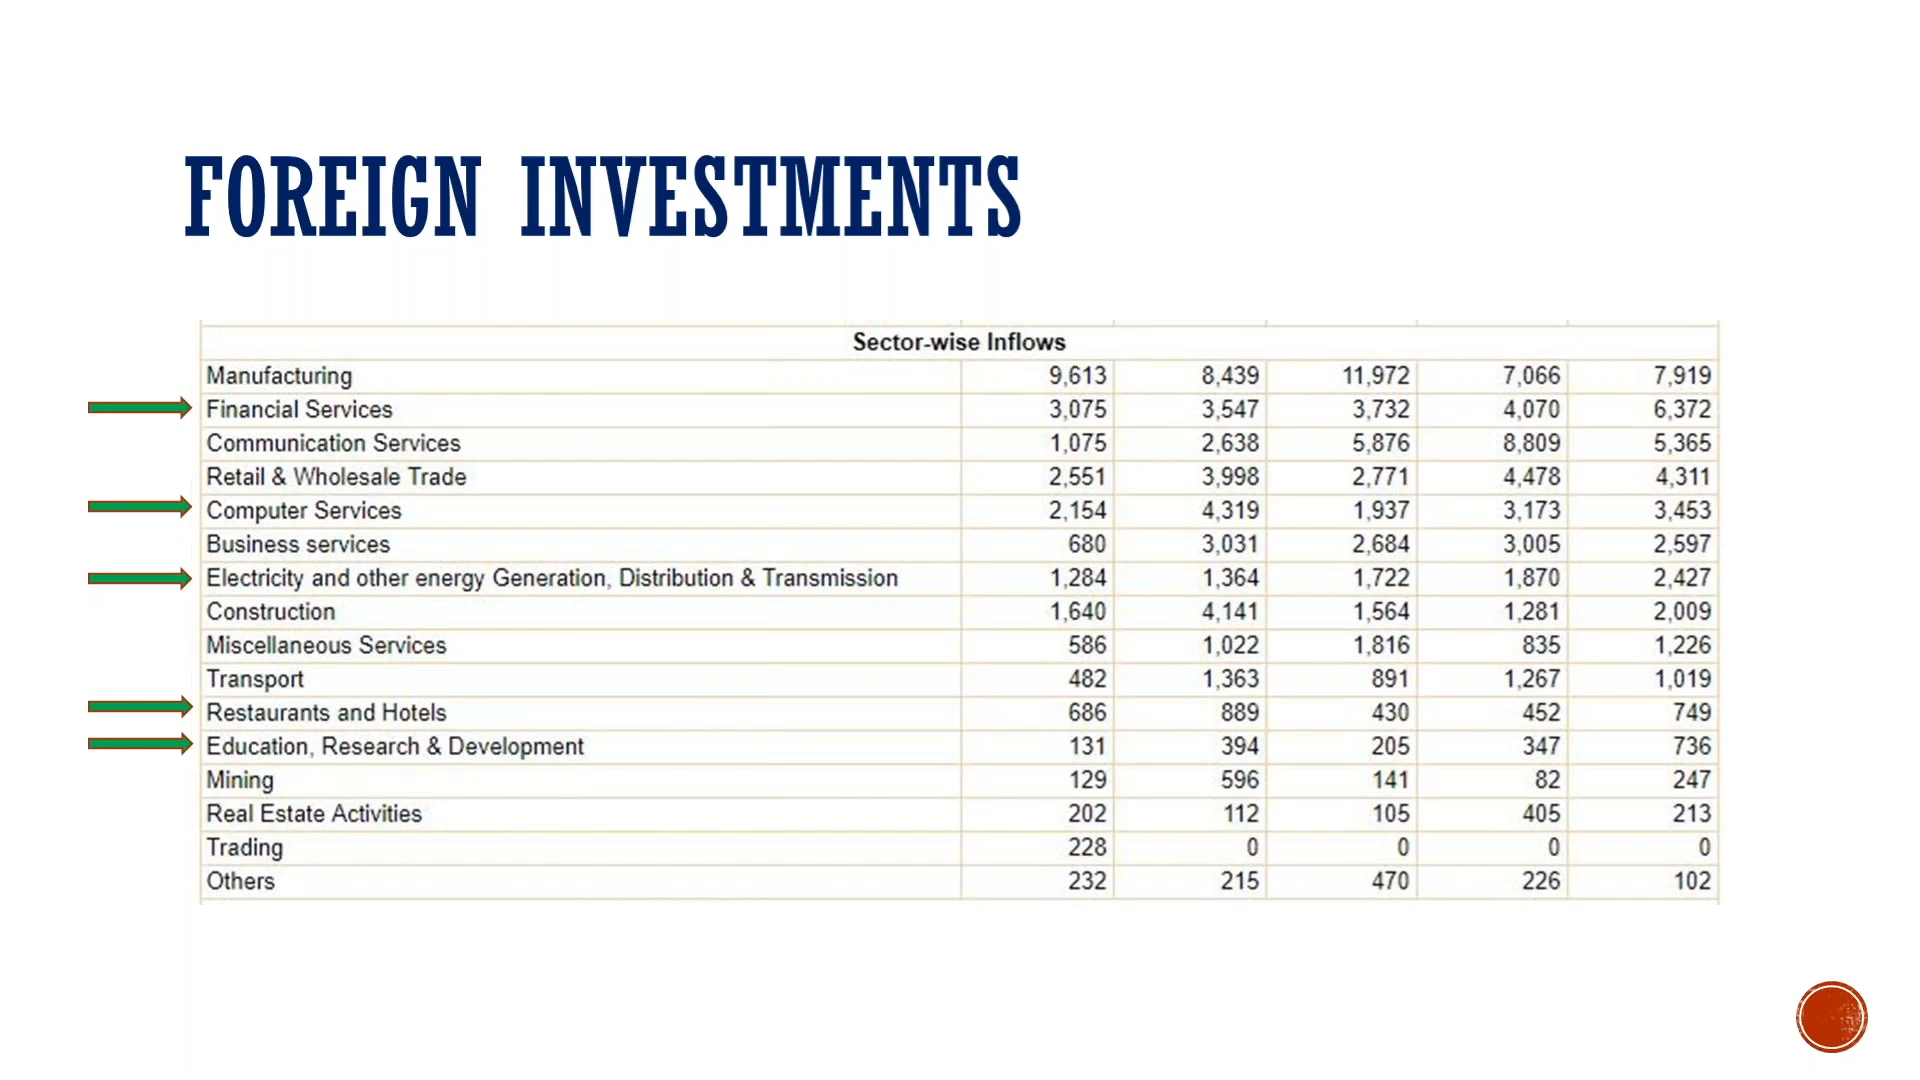 FOREIGN INVESTMENTS
Sector-wise Inflows
Manufacturing 9,613 8,439 11,972 7,066 7,919
Financial Services 3,075 3,547 3,732 4,070 6,372
Communication Services 1,075 2,638 5,876 8,809 5,365
Retail & Wholesale Trade 2,551 3,998 2,771 4,478 4,311
Computer Services 2,154 4,319 1,937 3,173 3,453
Business services 680 3,031 2,684 3,005 2,597
Electricity and other energy Generation, Distribution & Transmission 1,284 1,364 1,722 1,870 2,427
Construction 1,640 4,141 1,564 1,281 2,009
Miscellaneous Services 586 1,022 1,816 835 1,226
Transport 482 1,363 891 1,267 1,019
Restaurants and Hotels 686 889 430 452 749
Education, Research & Development 131 394 205 347 736
Mining 129 596 141 82 247
Real Estate Activities 202 112 105 405 213
Trading 228 0 0 0 0
Others 232 215 470 226 102